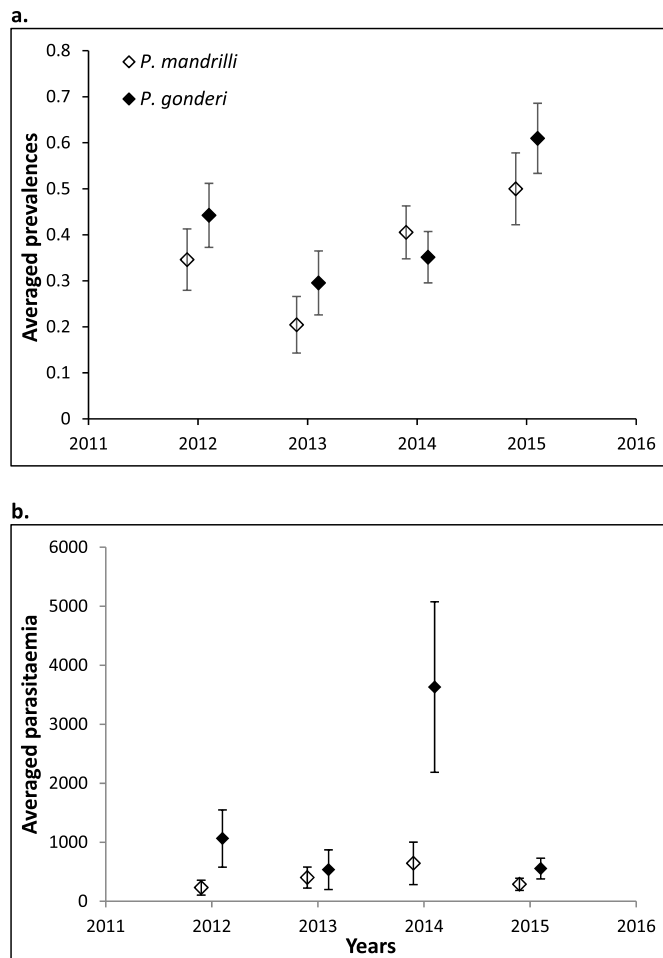 a.
P. mandrilli
P. gonderi
Averaged prevalences
0.8
0.7
0.6
0.5
0.4
0.3
0.2
0.1
0
2011 2012 2013 2014 2015 2016
b.
Averaged parasitaemia
6000
5000
4000
3000
2000
1000
0
2011 2012 2013 2014 2015 2016
Years